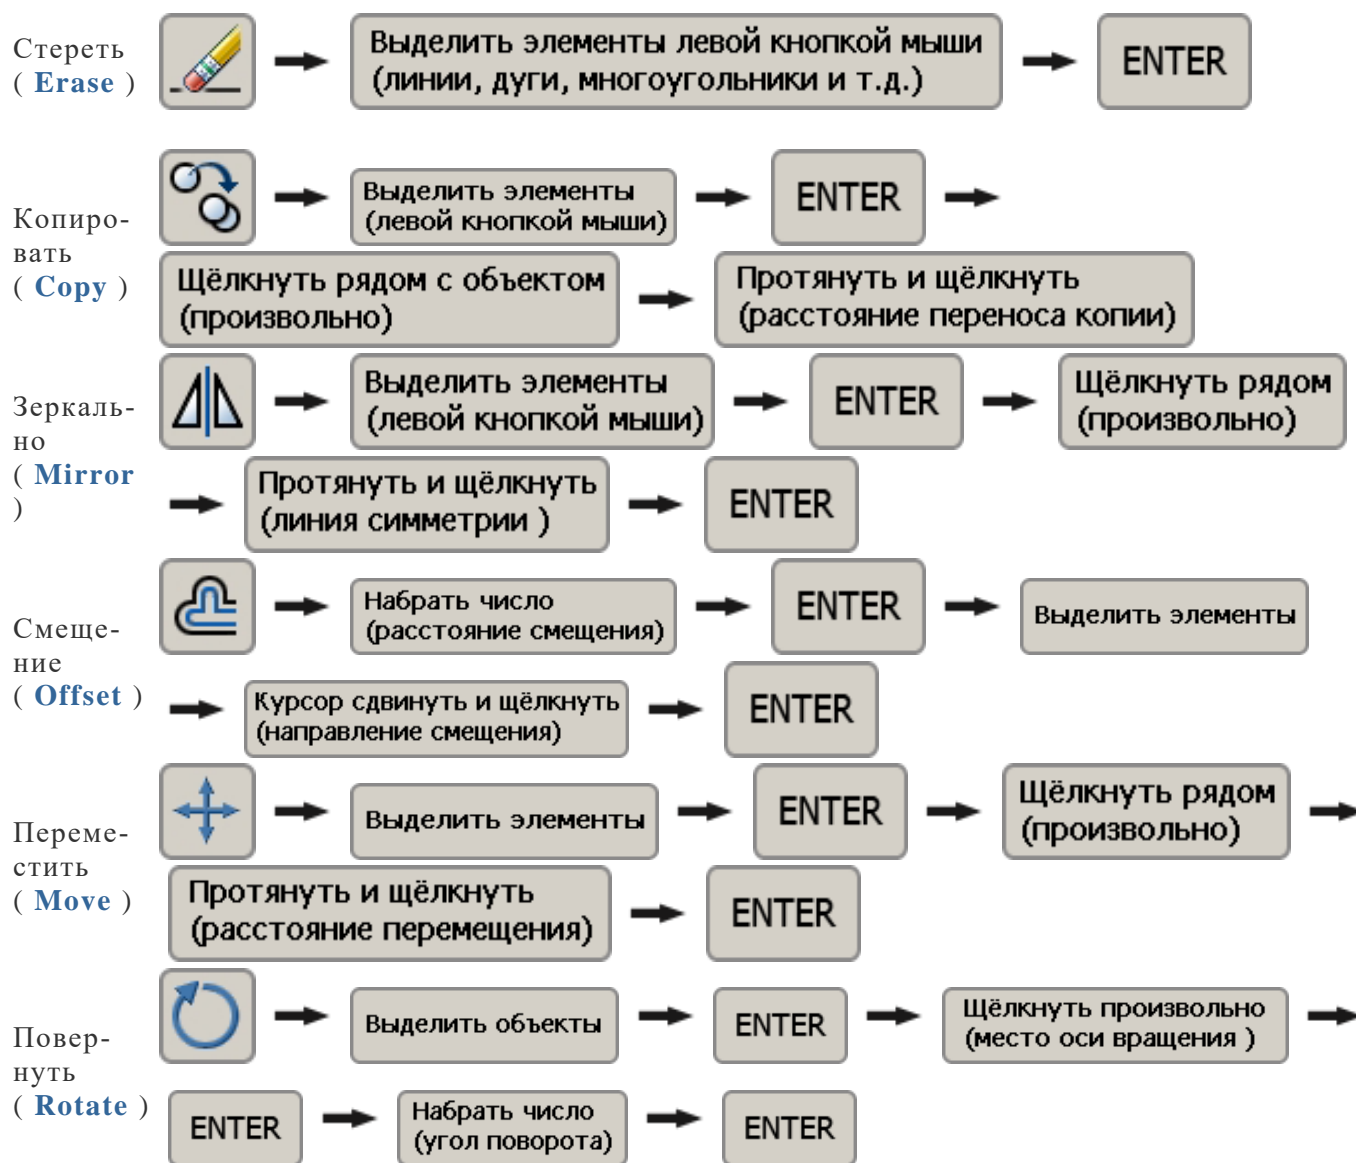 Стереть
( Erase )
Выделить элементы левой кнопкой мыши
(линии, дуги, многоугольники и т.д.)
ENTER
Копиро-
вать
( Copy )
Выделить элементы
(левой кнопкой мыши)
ENTER
Щёлкнуть рядом с объектом
(произвольно)
Протянуть и щёлкнуть
(расстояние переноса копии)
Зеркаль-
но
( Mirror
)
Выделить элементы
(левой кнопкой мыши)
ENTER
Щёлкнуть рядом
(произвольно)
Протянуть и щёлкнуть
(линия симметрии )
ENTER
Смеще-
ние
( Offset )
Набрать число
(расстояние смещения)
ENTER
Выделить элементы
Курсор сдвинуть и щёлкнуть
(направление смещения)
ENTER
Переме-
стить
( Move )
Выделить элементы
ENTER
Щёлкнуть рядом
(произвольно)
Протянуть и щёлкнуть
(расстояние перемещения)
ENTER
Повер-
нуть
( Rotate )
Выделить объекты
ENTER
Щёлкнуть произвольно
(место оси вращения )
ENTER
Набрать число
(угол поворота)
ENTER